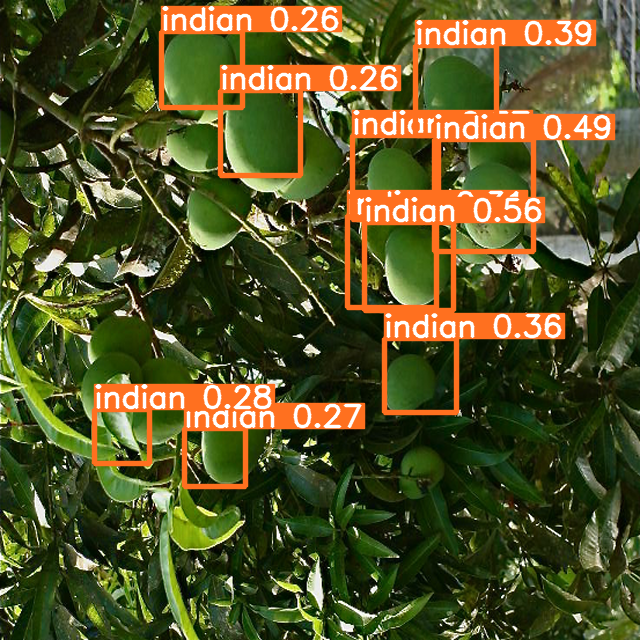 indian 0.26
indian 0.39
indian 0.26
indian 0.49
indian 0.56
indian 0.36
indian 0.28
indian 0.27